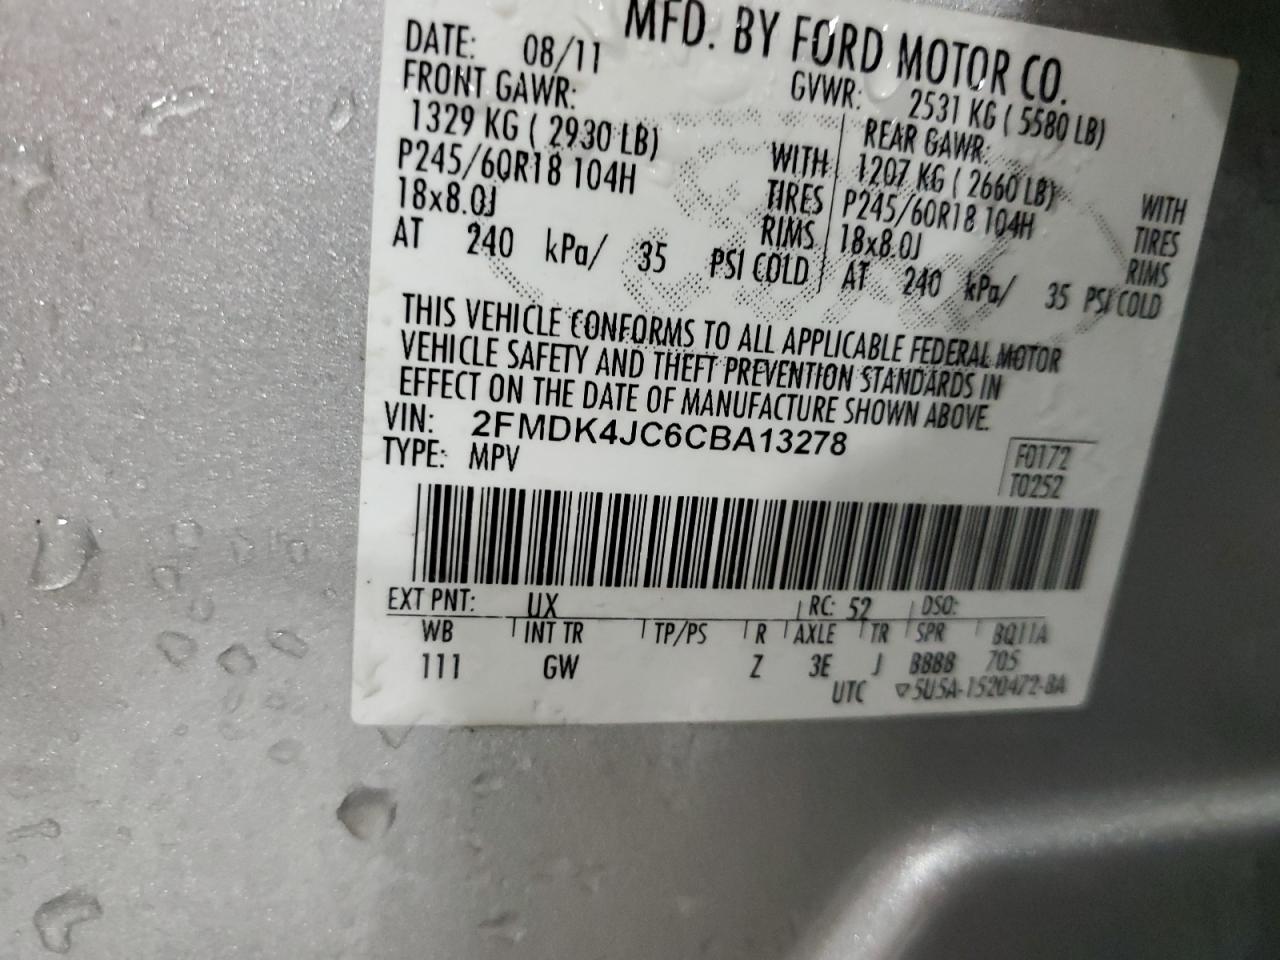 MFD. BY FORD MOTOR CO.
DATE: 08/11 GVWR: 2531 KG ( 5580 LB)
FRONT GAWR: REAR GAWR:
1329 KG ( 2930 LB) WITH 1207 KG ( 2660 LB) WITH
P245/60R18 104H TIRES P245/60R18 104H TIRES
18x8.0J RIMS 18x8.0J RIMS
AT 240 kPa/ 35 PSI COLD AT 240 kPa/ 35 PSI COLD
THIS VEHICLE CONFORMS TO ALL APPLICABLE FEDERAL MOTOR
VEHICLE SAFETY AND THEFT PREVENTION STANDARDS IN
EFFECT ON THE DATE OF MANUFACTURE SHOWN ABOVE.
VIN: 2FMDK4JC6CBA13278
TYPE: MPV F0172
T0252
EXT PNT: UX RC: 52 DSO:
WB INT TR TP/PS R AXLE TR SPR BQ11A
111 GW Z 3E J BBBB 705
UTC ▽5U5A-1520472-BA